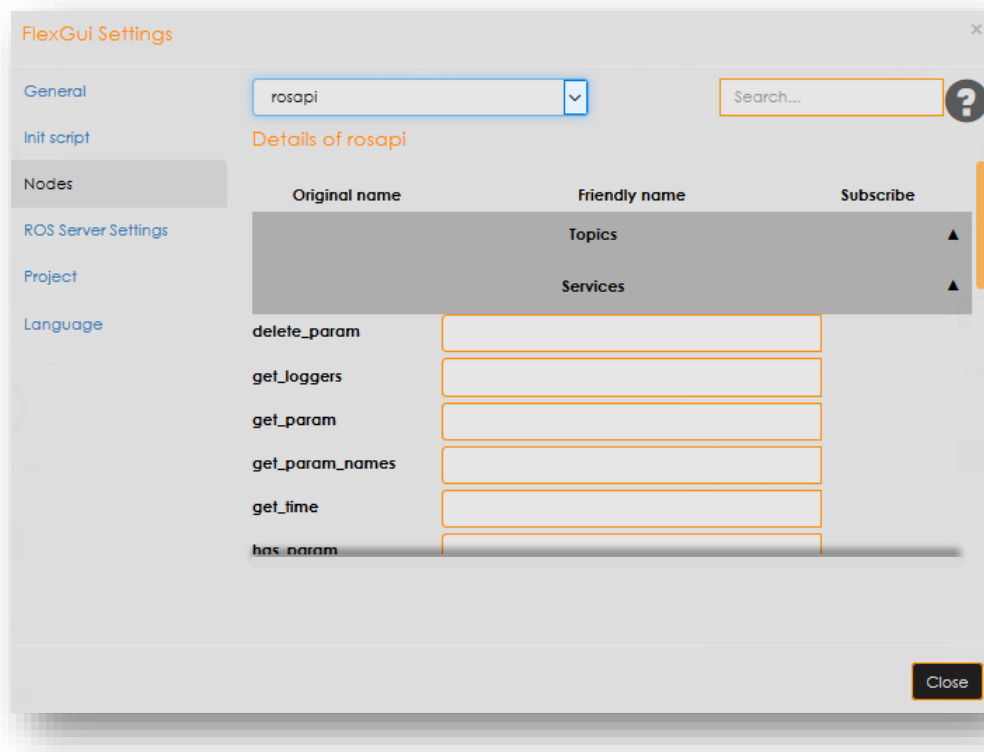 FlexGui Settings
×
General
Init script
Nodes
ROS Server Settings
Project
Language
rosapi
Search...
?
Details of rosapi
Original name Friendly name Subscribe
Topics ▲
Services ▲
delete_param
get_loggers
get_param
get_param_names
get_time
has_param
Close